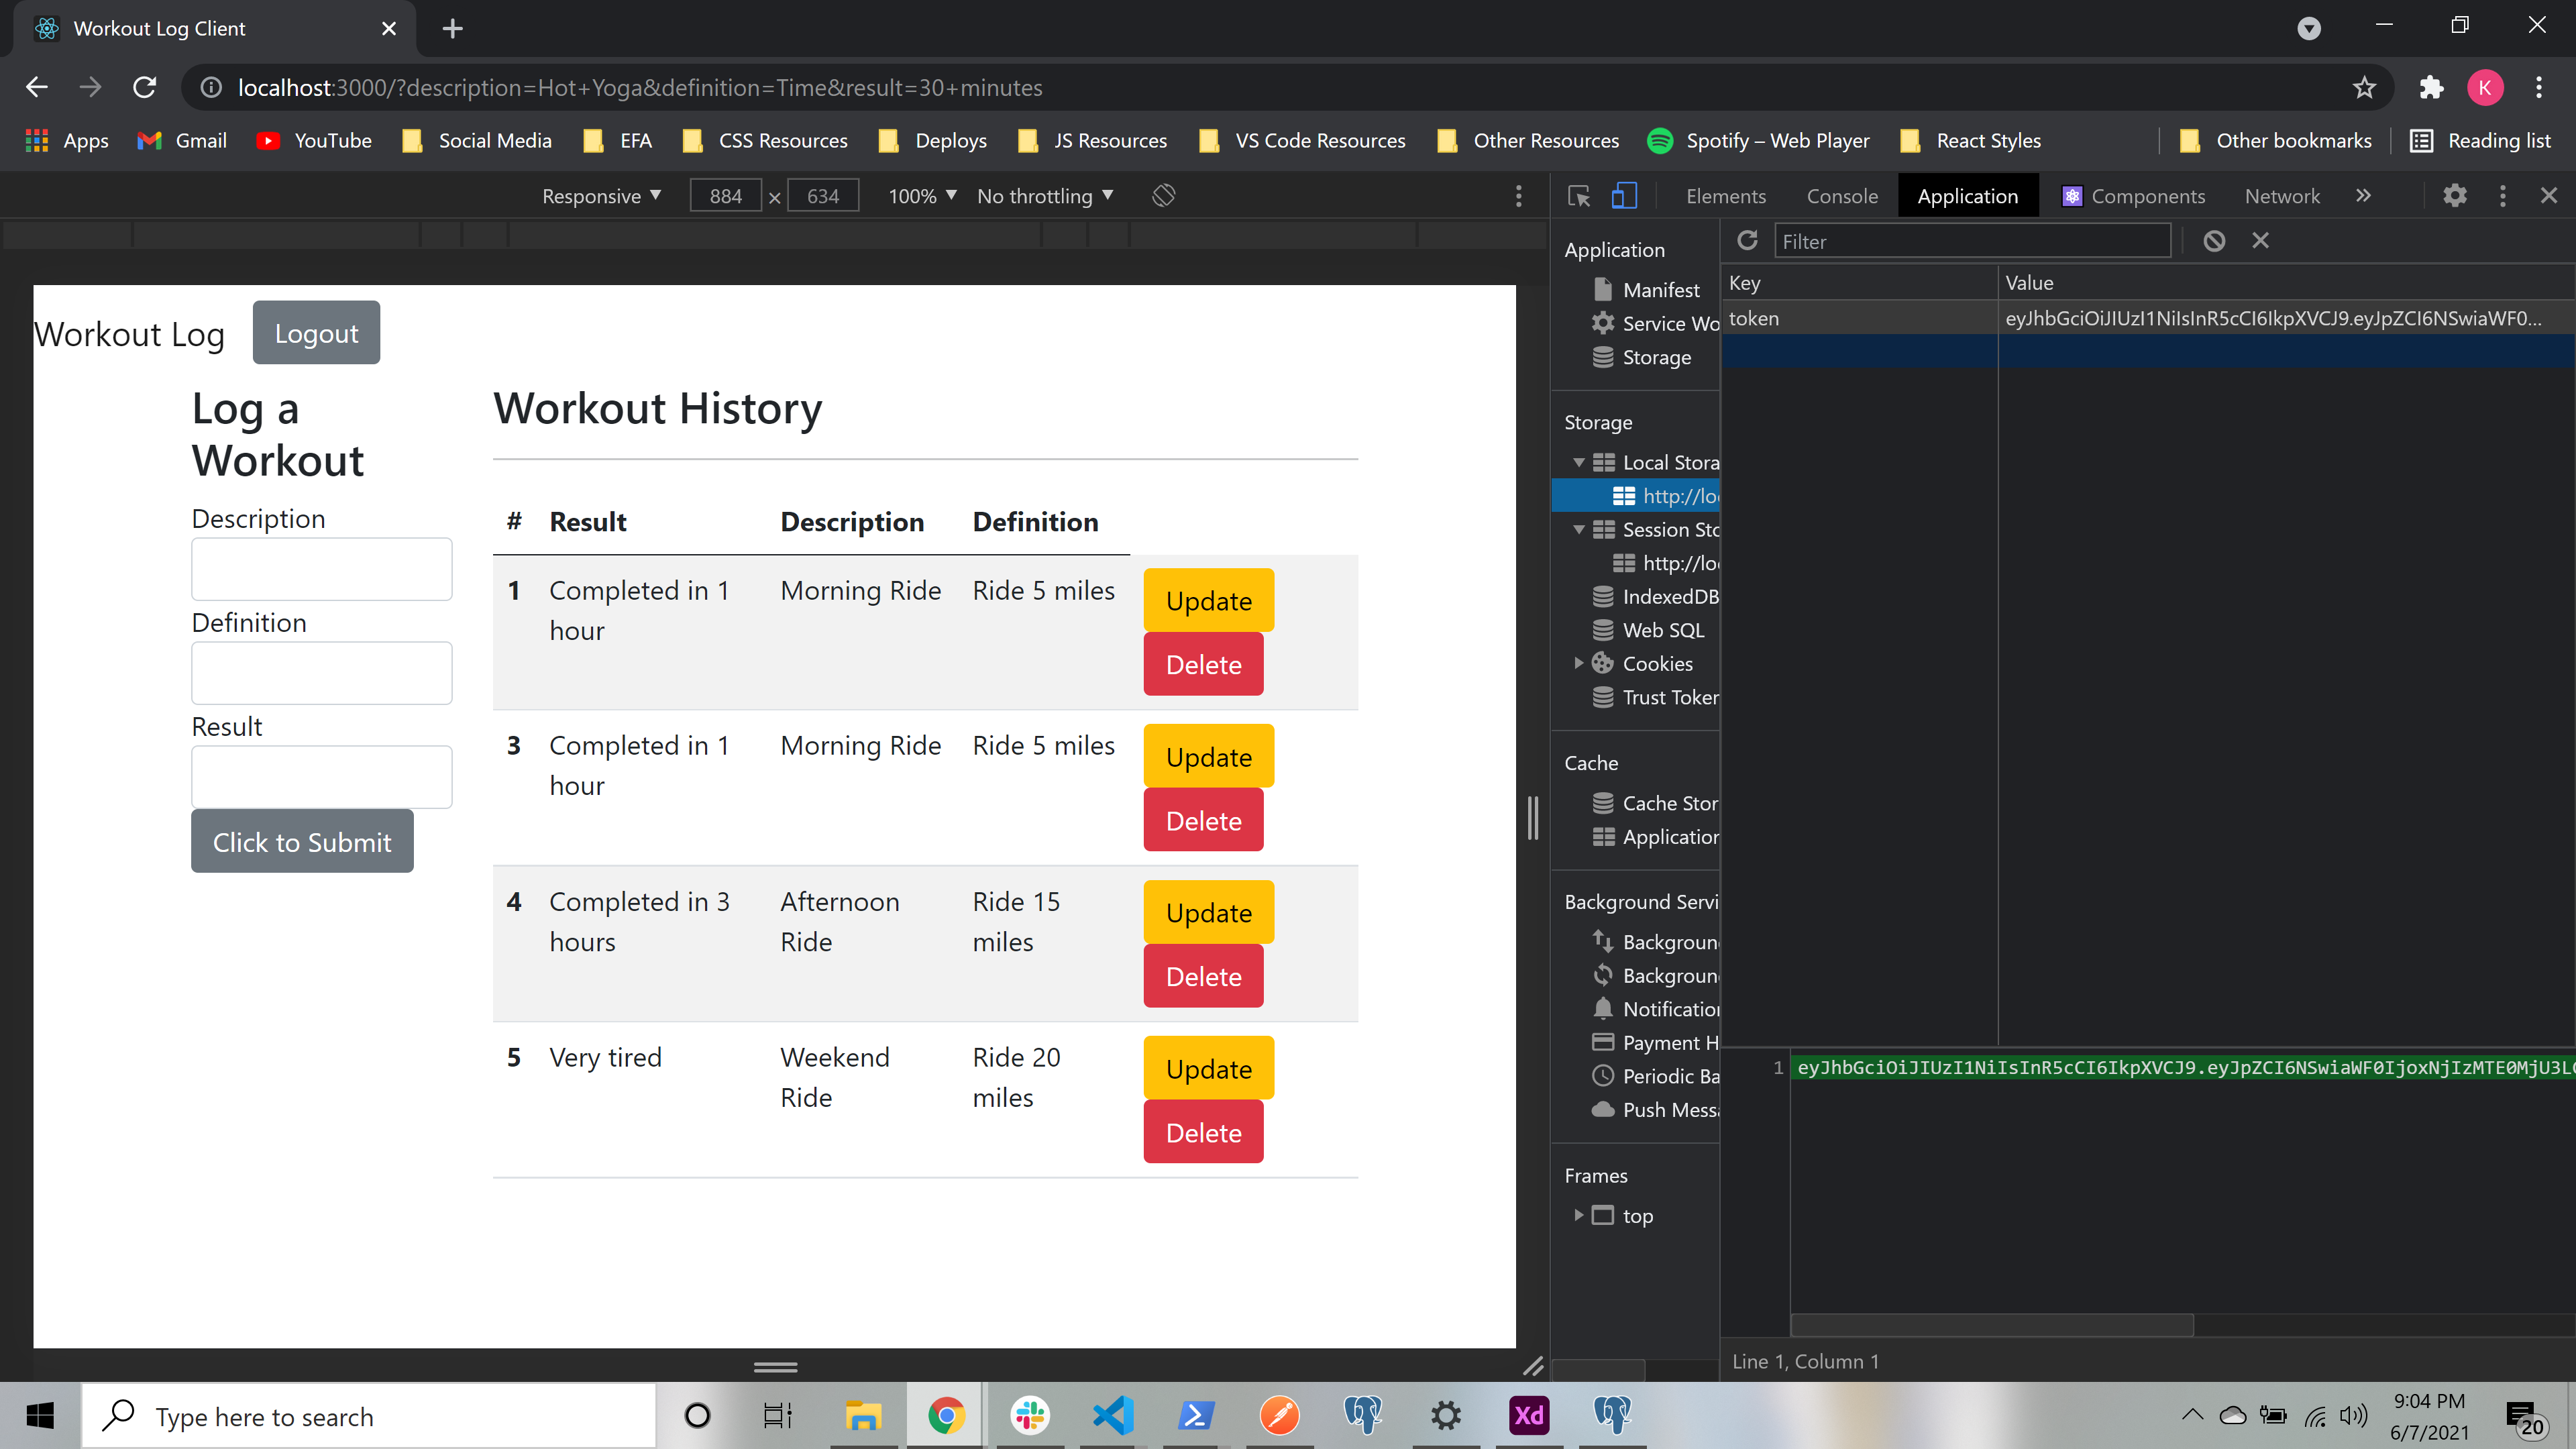 Workout Log Client
localhost:3000/?description=Hot+Yoga&definition=Time&result=30+minutes
K
Apps
Gmail
YouTube
Social Media
EFA
CSS Resources
Deploys
JS Resources
VS Code Resources
Other Resources
Spotify – Web Player
React Styles
Other bookmarks
Reading list
Responsive 884 × 634 100% No throttling
Elements Console Application Components Network
Workout Log
Logout
Log a
Workout
Description
Definition
Result
Click to Submit
Workout History
# Result Description Definition
1 Completed in 1 Morning Ride Ride 5 miles Update
hour
Delete
3 Completed in 1 Morning Ride Ride 5 miles Update
hour
Delete
4 Completed in 3 Afternoon Ride 15 Update
hours Ride miles
Delete
5 Very tired Weekend Ride 20 Update
Ride miles
Delete
Application
Manifest
Service Wo
Storage
Storage
Local Stora
http://lo
Session Sto
http://lo
IndexedDB
Web SQL
Cookies
Trust Token
Cache
Cache Stor
Application
Background Servi
Background
Background
Notification
Payment H
Periodic Ba
Push Messa
Frames
top
Filter
Key Value
token eyJhbGciOiJIUzI1NiIsInR5cCI6IkpXVCJ9.eyJpZCI6NSwiaWF0...
1 eyJhbGciOiJIUzI1NiIsInR5cCI6IkpXVCJ9.eyJpZCI6NSwiaWF0IjoxNjIzMTE0MjU3LC
Line 1, Column 1
Type here to search
Xd
9:04 PM
6/7/2021
20